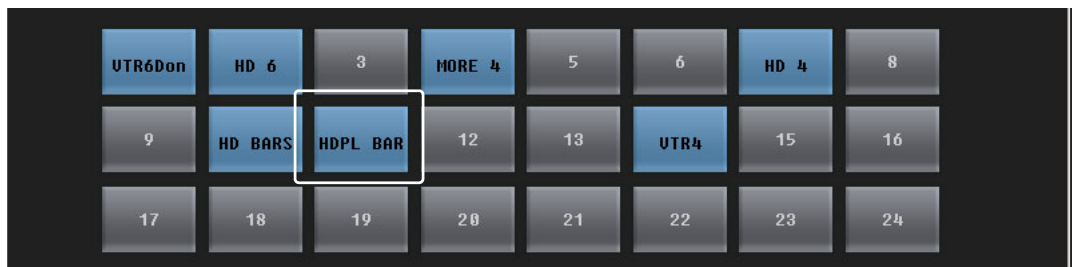 VTR6Don HD 6 3 MORE 4 5 6 HD 4 8
9 HD BARS HDPL BAR 12 13 VTR4 15 16
17 18 19 20 21 22 23 24